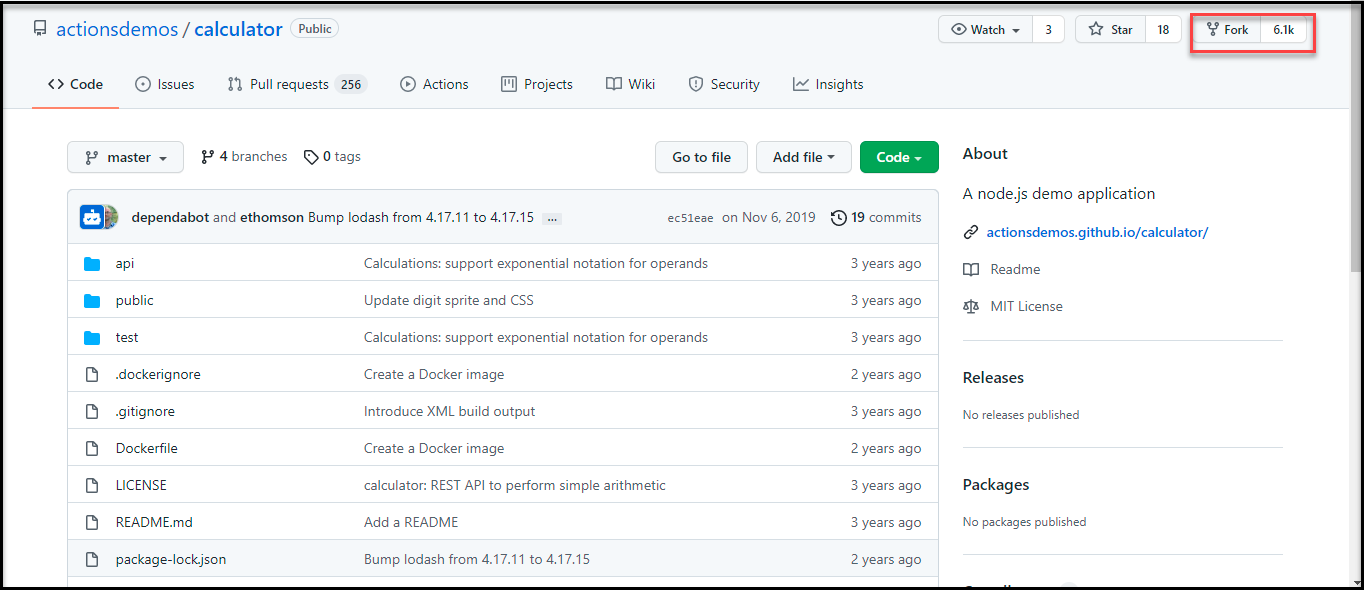 actionsdemos / calculator Public Watch 3 Star 18 Fork 6.1k
Code Issues Pull requests 256 Actions Projects Wiki Security Insights
master 4 branches 0 tags Go to file Add file Code
dependabot and ethomson Bump lodash from 4.17.11 to 4.17.15 ... ec51eae on Nov 6, 2019 19 commits
api Calculations: support exponential notation for operands 3 years ago
public Update digit sprite and CSS 3 years ago
test Calculations: support exponential notation for operands 3 years ago
.dockerignore Create a Docker image 2 years ago
.gitignore Introduce XML build output 3 years ago
Dockerfile Create a Docker image 2 years ago
LICENSE calculator: REST API to perform simple arithmetic 3 years ago
README.md Add a README 3 years ago
package-lock.json Bump lodash from 4.17.11 to 4.17.15 2 years ago
About
A node.js demo application
actionsdemos.github.io/calculator/
Readme
MIT License
Releases
No releases published
Packages
No packages published